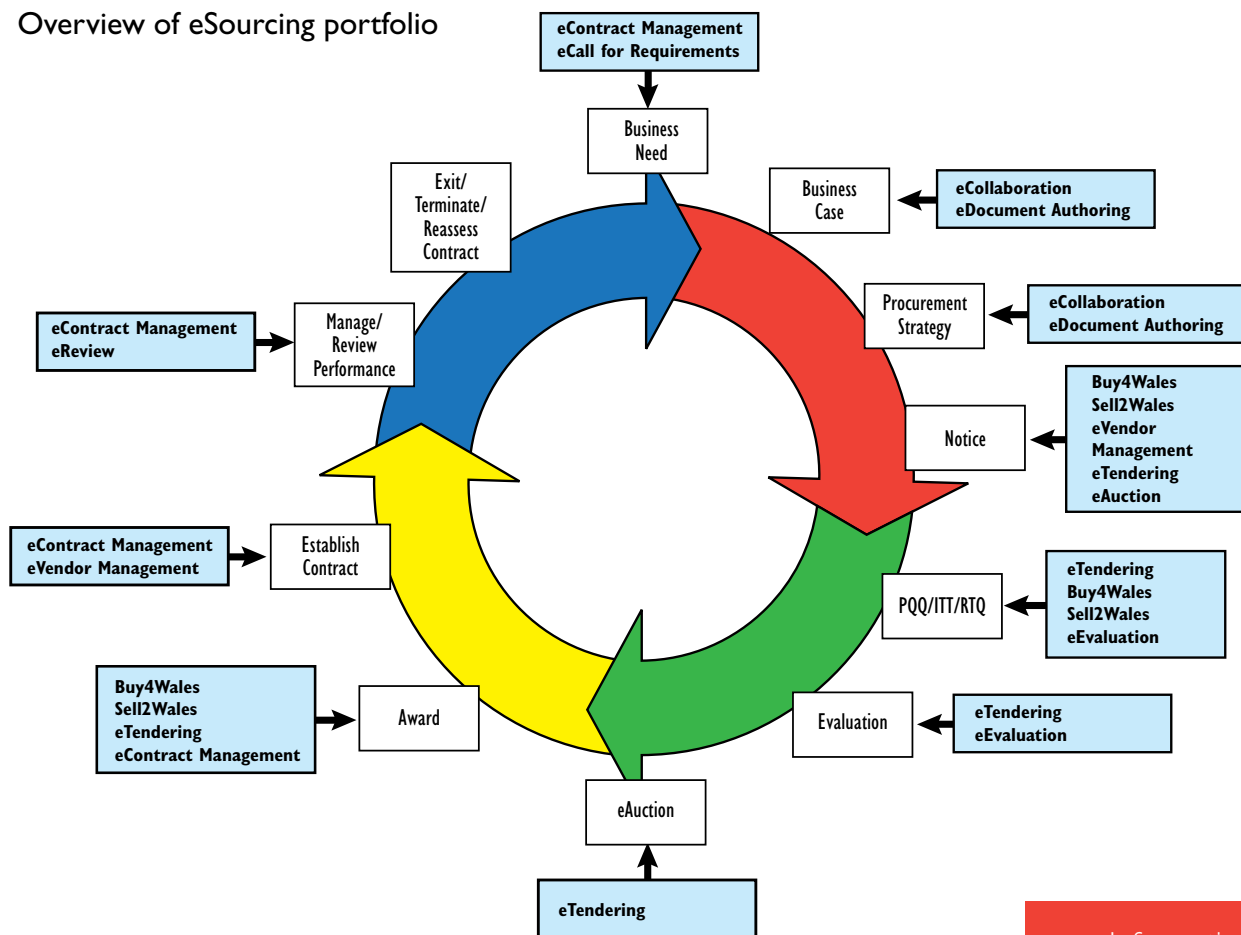 Overview of eSourcing portfolio
eContract Management
eCall for Requirements
Business
Need
Exit/
Terminate/
Reassess
Contract
Business
Case
eCollaboration
eDocument Authoring
Procurement
Strategy
eCollaboration
eDocument Authoring
eContract Management
eReview
Manage/
Review
Performance
Notice
Buy4Wales
Sell2Wales
eVendor
Management
eTendering
eAuction
eContract Management
eVendor Management
Establish
Contract
PQQ/ITT/RTQ
eTendering
Buy4Wales
Sell2Wales
eEvaluation
Buy4Wales
Sell2Wales
eTendering
eContract Management
Award
Evaluation
eTendering
eEvaluation
eAuction
eTendering